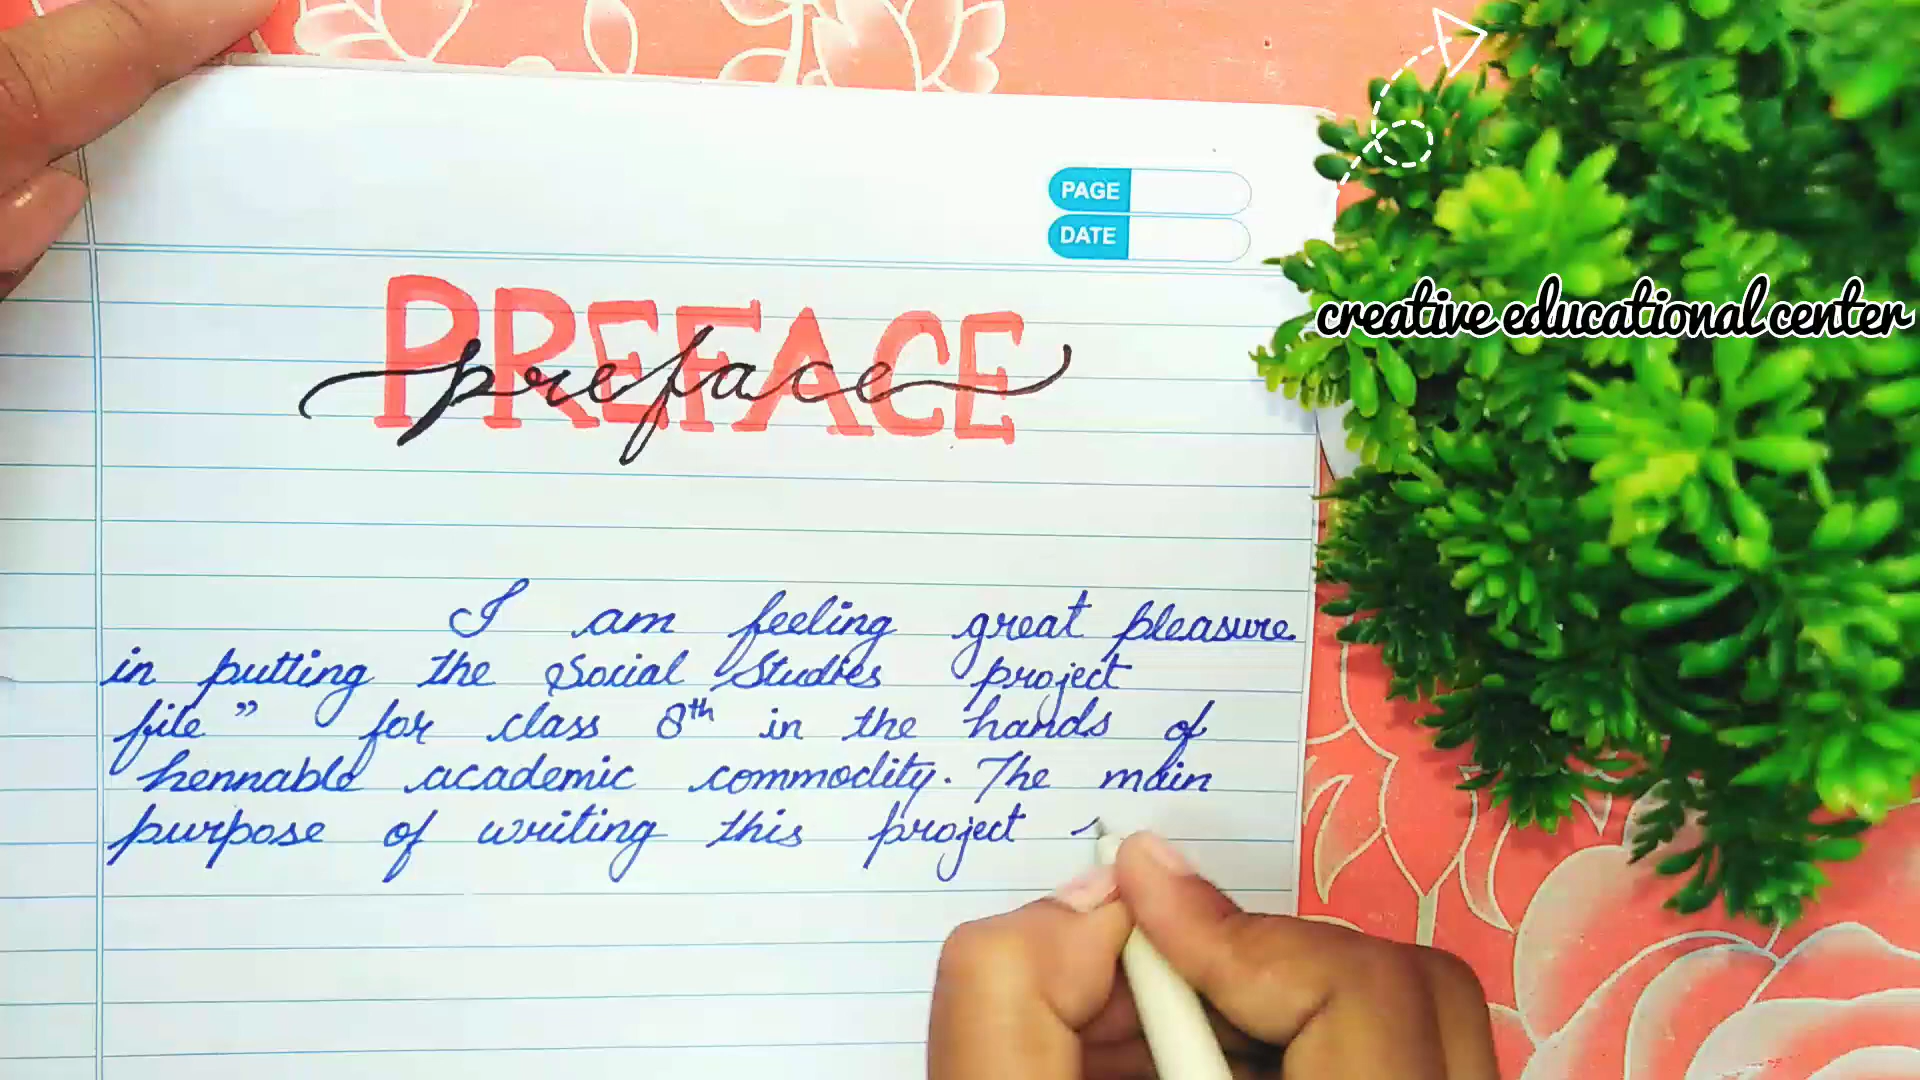 PAGE
DATE
PREFACE
preface
creative educational center
I am feeling great pleasure
in putting the Social Studies project
file” for class 8th in the hands of
hennable academic commodity. The main
purpose of writing this project